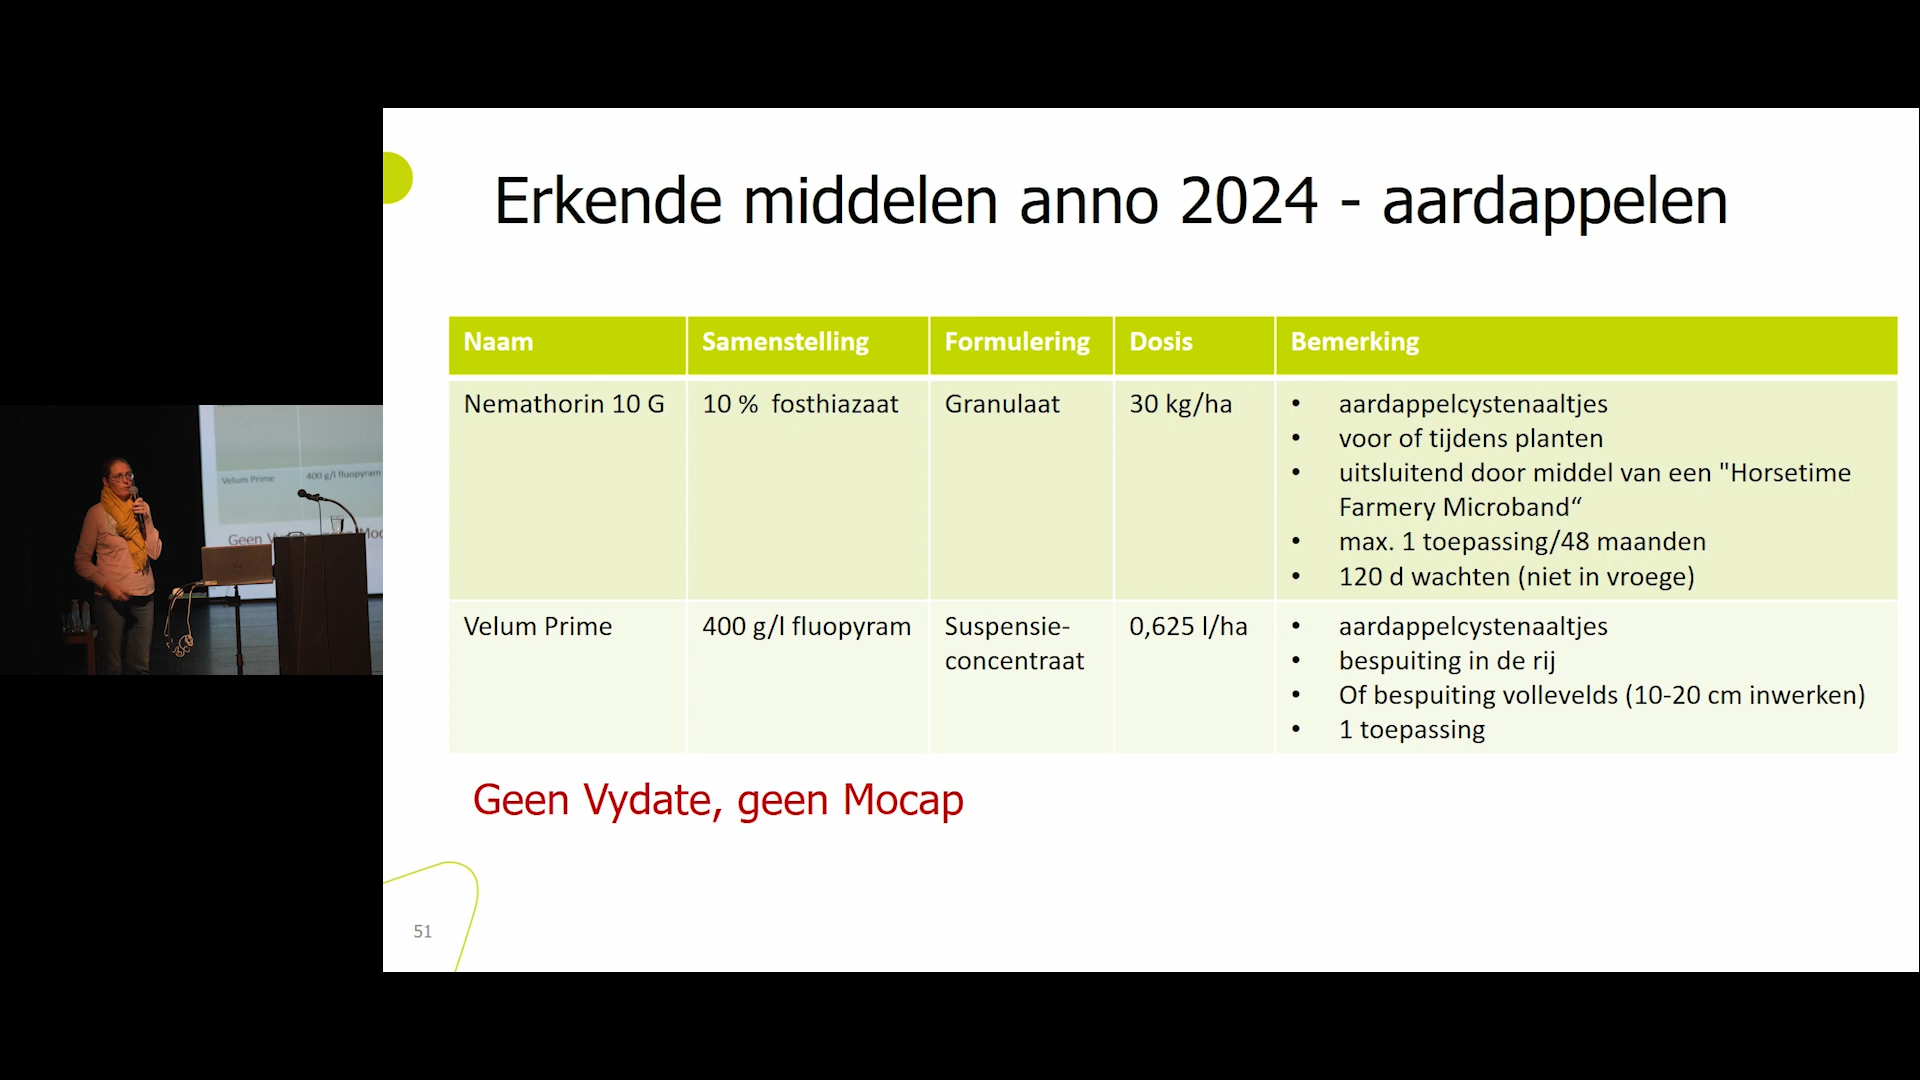 Erkende middelen anno 2024 - aardappelen
Naam Samenstelling Formulering Dosis Bemerking
Nemathorin 10 G 10 % fosthiazaat Granulaat 30 kg/ha
• aardappelcystenaaltjes
• voor of tijdens planten
• uitsluitend door middel van een "Horsetime
Farmery Microband“
• max. 1 toepassing/48 maanden
• 120 d wachten (niet in vroege)
Velum Prime 400 g/l fluopyram Suspensie-
concentraat 0,625 l/ha
• aardappelcystenaaltjes
• bespuiting in de rij
• Of bespuiting vollevelds (10-20 cm inwerken)
• 1 toepassing
Geen Vydate, geen Mocap
51
Velum Prime 400 g/l fluopyram
Geen